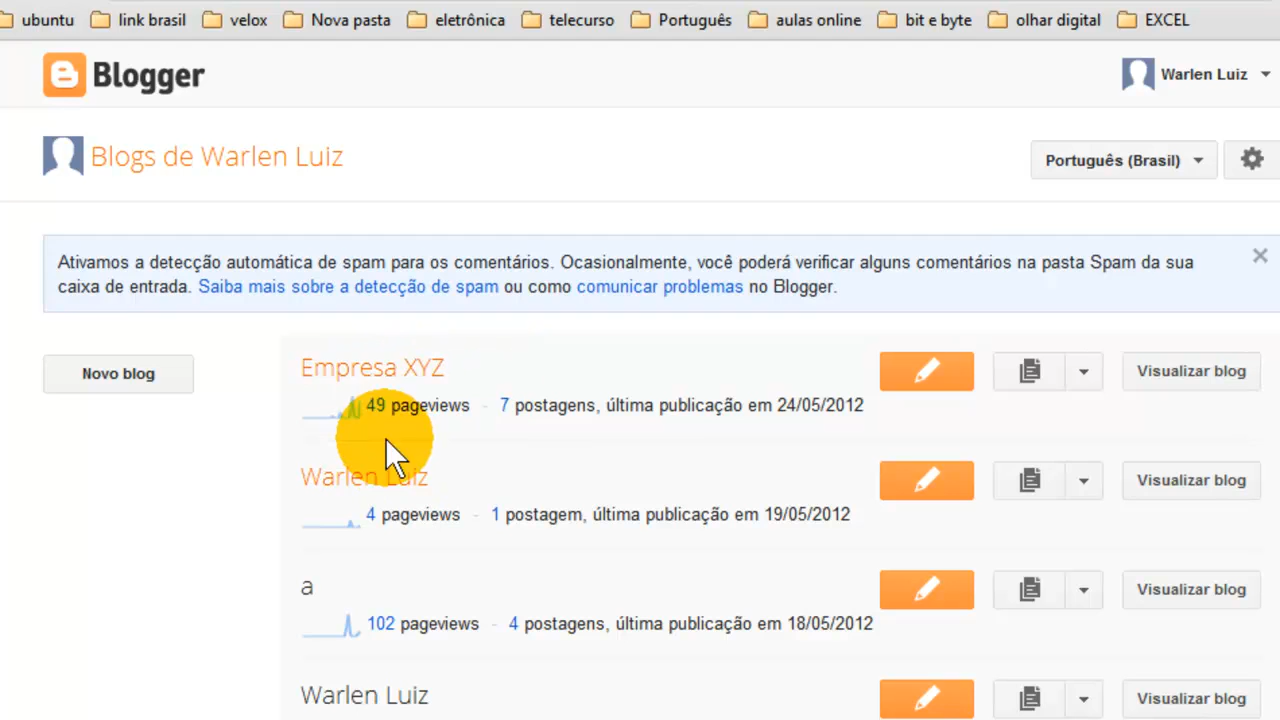 ubuntu link brasil velox Nova pasta eletrônica telecurso Português aulas online bit e byte olhar digital EXCEL
Blogger Warlen Luiz
Blogs de Warlen Luiz Português (Brasil)
Ativamos a detecção automática de spam para os comentários. Ocasionalmente, você poderá verificar alguns comentários na pasta Spam da sua
caixa de entrada. Saiba mais sobre a detecção de spam ou como comunicar problemas no Blogger.
Novo blog
Empresa XYZ Visualizar blog
49 pageviews - 7 postagens, última publicação em 24/05/2012
Warlen Luiz Visualizar blog
4 pageviews - 1 postagem, última publicação em 19/05/2012
a Visualizar blog
102 pageviews - 4 postagens, última publicação em 18/05/2012
Warlen Luiz Visualizar blog